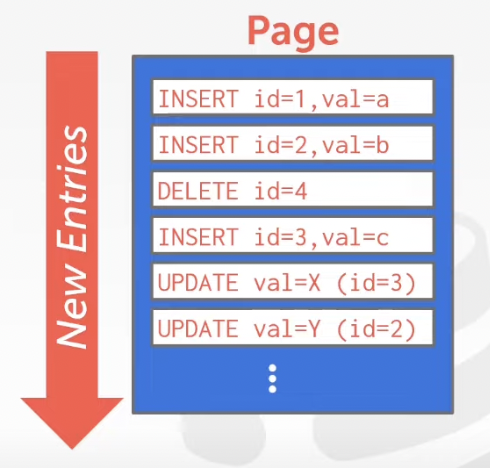 Page
New Entries
INSERT id=1,val=a
INSERT id=2,val=b
DELETE id=4
INSERT id=3,val=c
UPDATE val=X (id=3)
UPDATE val=Y (id=2)
⋮